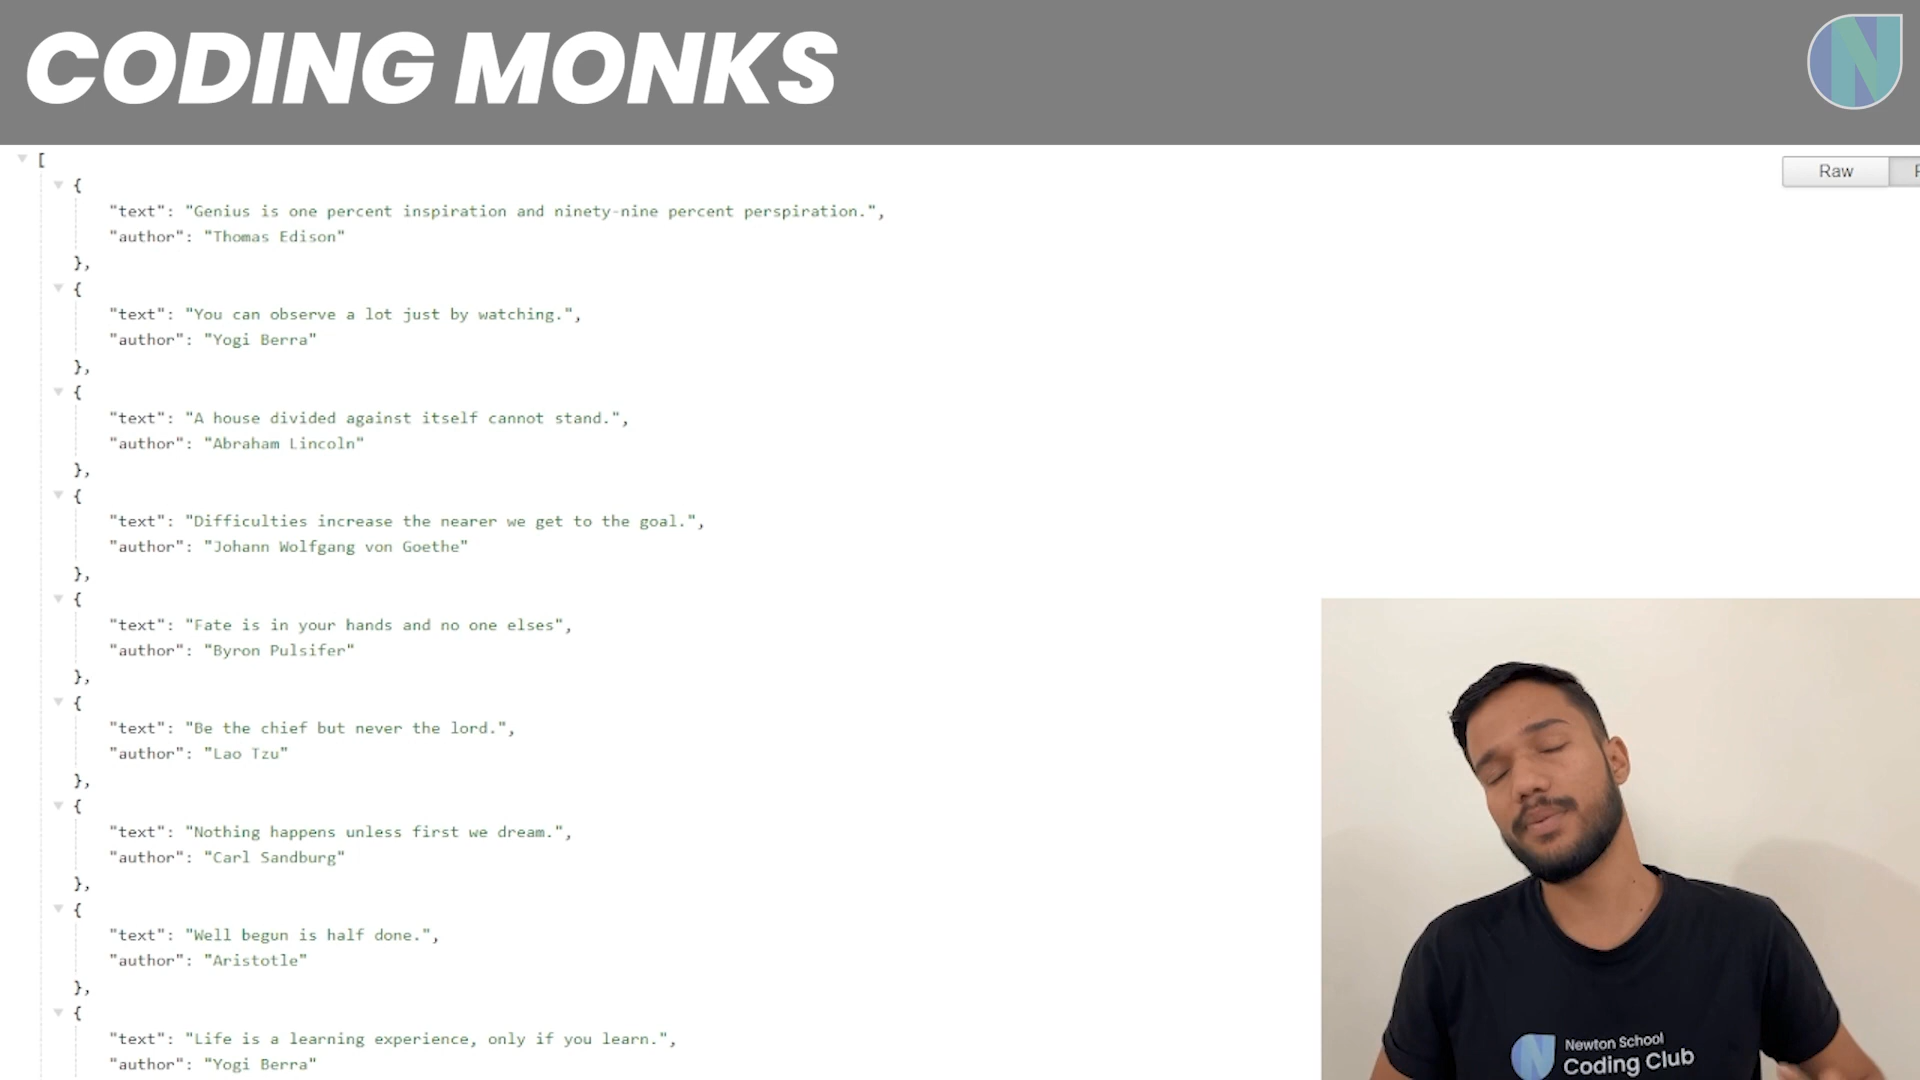 CODING MONKS
N
[
Raw
{
"text": "Genius is one percent inspiration and ninety-nine percent perspiration.",
"author": "Thomas Edison"
},
{
"text": "You can observe a lot just by watching.",
"author": "Yogi Berra"
},
{
"text": "A house divided against itself cannot stand.",
"author": "Abraham Lincoln"
},
{
"text": "Difficulties increase the nearer we get to the goal.",
"author": "Johann Wolfgang von Goethe"
},
{
"text": "Fate is in your hands and no one elses",
"author": "Byron Pulsifer"
},
{
"text": "Be the chief but never the lord.",
"author": "Lao Tzu"
},
{
"text": "Nothing happens unless first we dream.",
"author": "Carl Sandburg"
},
{
"text": "Well begun is half done.",
"author": "Aristotle"
},
{
"text": "Life is a learning experience, only if you learn.",
"author": "Yogi Berra"
N
Newton School
Coding Club